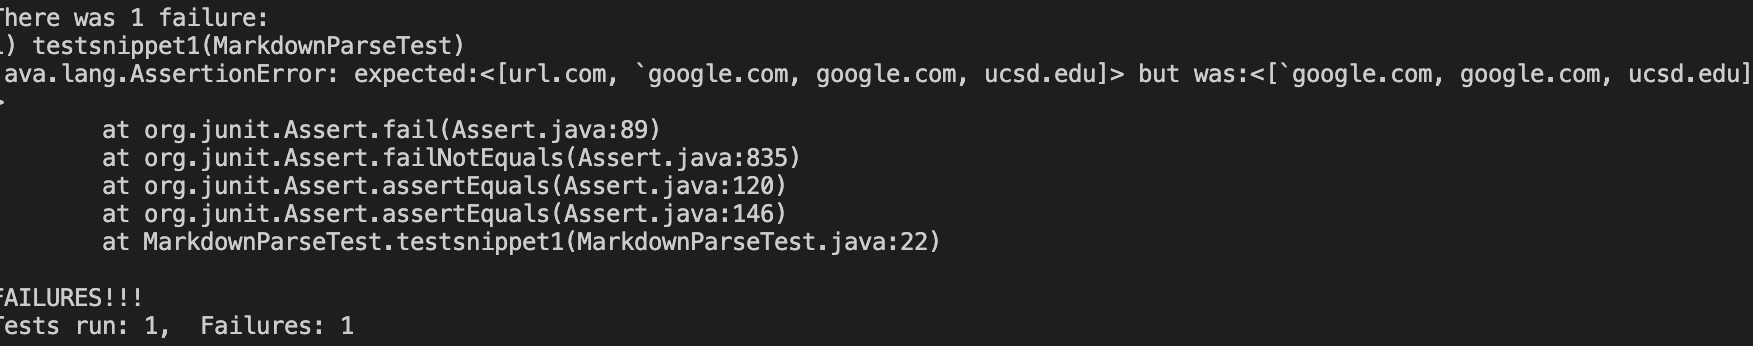 There was 1 failure:
1) testsnippet1(MarkdownParseTest)
java.lang.AssertionError: expected:<[url.com, `google.com, google.com, ucsd.edu]> but was:<[`google.com, google.com, ucsd.edu]
>
at org.junit.Assert.fail(Assert.java:89)
at org.junit.Assert.failNotEquals(Assert.java:835)
at org.junit.Assert.assertEquals(Assert.java:120)
at org.junit.Assert.assertEquals(Assert.java:146)
at MarkdownParseTest.testsnippet1(MarkdownParseTest.java:22)
FAILURES!!!
Tests run: 1,  Failures: 1